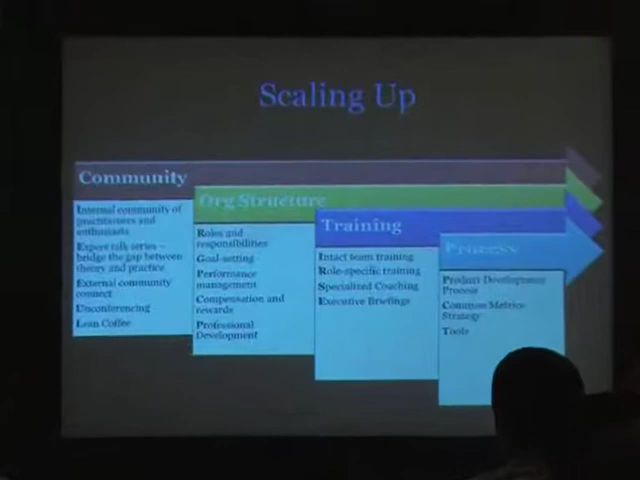 Scaling Up
Community
Internal community of
practitioners and
enthusiasts
Expert talk series –
bridge the gap between
theory and practice
External community
connect
Unconferencing
Lean Coffee
Org Structure
Roles and
responsibilities
Goal-setting
Performance
management
Compensation and
rewards
Professional
Development
Training
Intact team training
Role-specific training
Specialized Coaching
Executive Briefings
Process
Product Development
Process
Common Metrics
Strategy
Tools